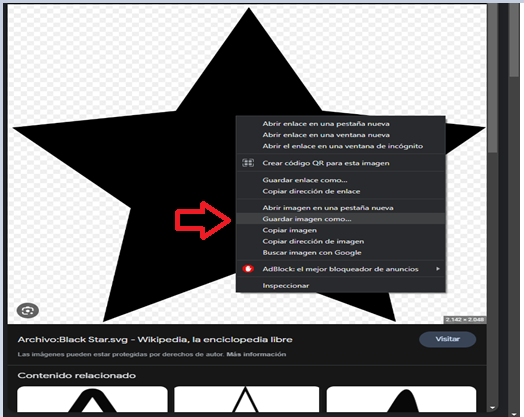 Abrir enlace en una pestaña nueva
Abrir enlace en una ventana nueva
Abrir el enlace en una ventana de incógnito
Crear código QR para esta imagen
Guardar enlace como...
Copiar dirección de enlace
Abrir imagen en una pestaña nueva
Guardar imagen como...
Copiar imagen
Copiar dirección de imagen
Buscar imagen con Google
AdBlock: el mejor bloqueador de anuncios
Inspeccionar
2.142 × 2.048
Archivo:Black Star.svg - Wikipedia, la enciclopedia libre
Visitar
Las imágenes pueden estar protegidas por derechos de autor. Más información
Contenido relacionado